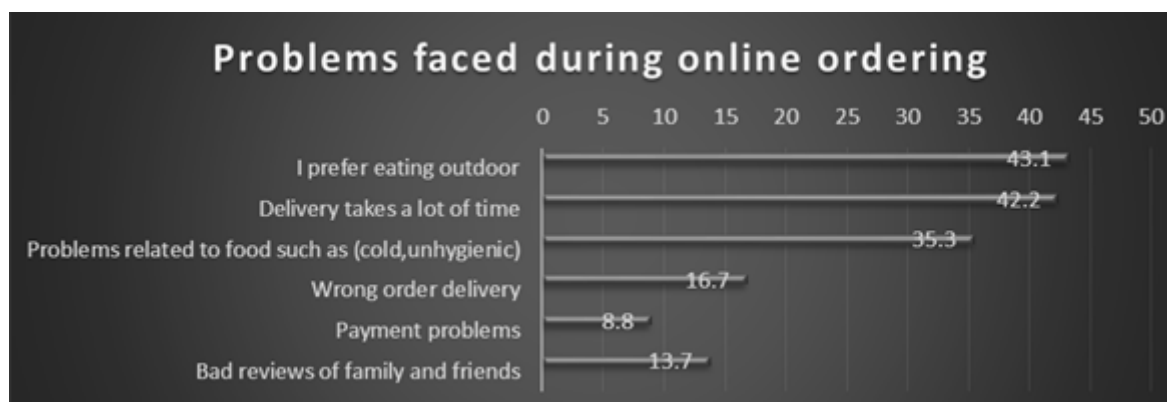 Problems faced during online ordering
0 5 10 15 20 25 30 35 40 45 50
I prefer eating outdoor 43.1
Delivery takes a lot of time 42.2
Problems related to food such as (cold,unhygienic) 35.3
Wrong order delivery 16.7
Payment problems 8.8
Bad reviews of family and friends 13.7